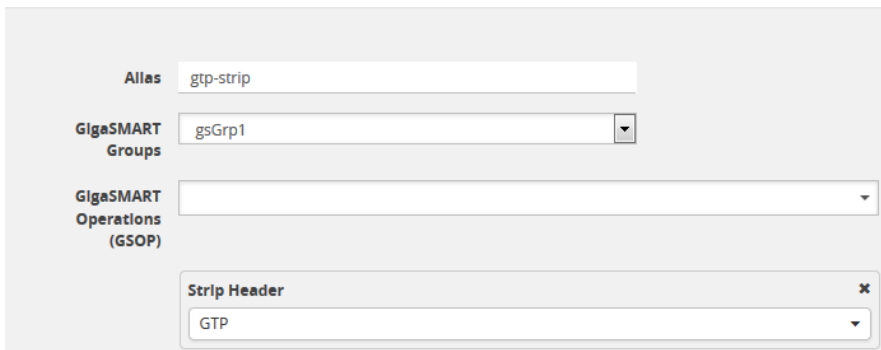 Alias
gtp-strip
GigaSMART
Groups
gsGrp1
GigaSMART
Operations
(GSOP)
Strip Header
GTP